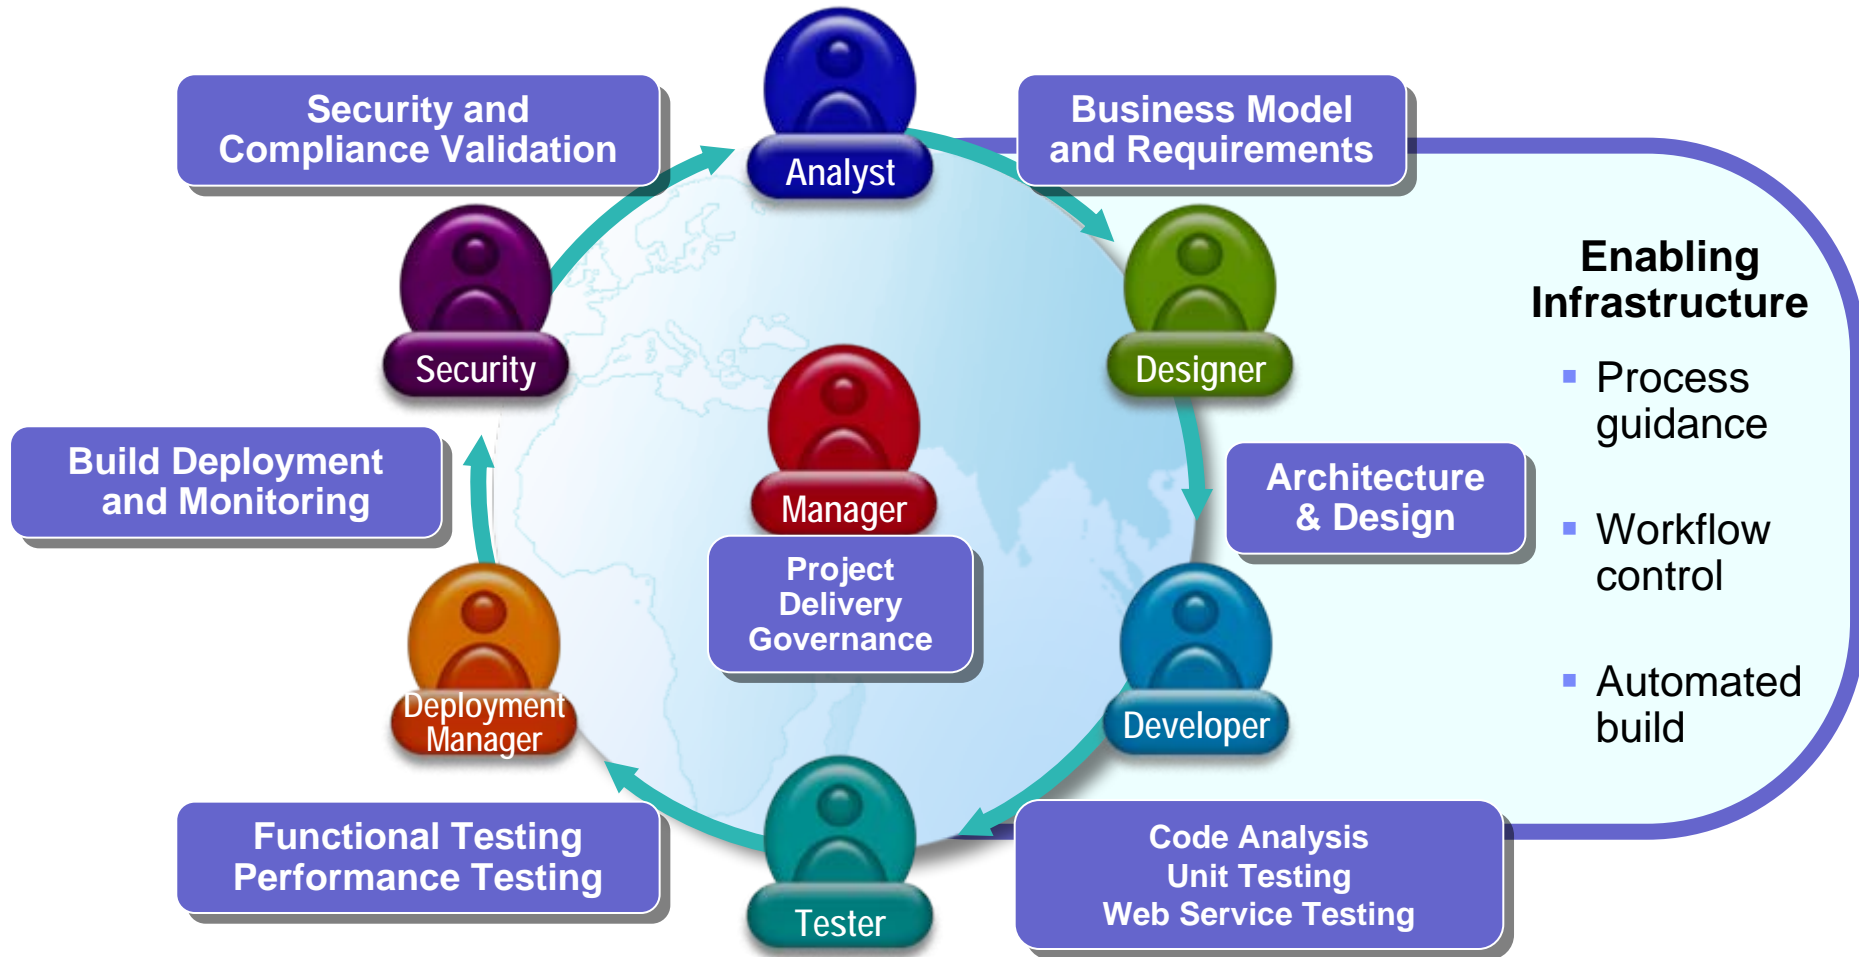 Security and
Compliance Validation
Analyst
Business Model
and Requirements
Security
Designer
Enabling
Infrastructure
Process
guidance
Workflow
control
Automated
build
Build Deployment
and Monitoring
Manager
Project
Delivery
Governance
Architecture
& Design
Deployment
Manager
Developer
Functional Testing
Performance Testing
Tester
Code Analysis
Unit Testing
Web Service Testing